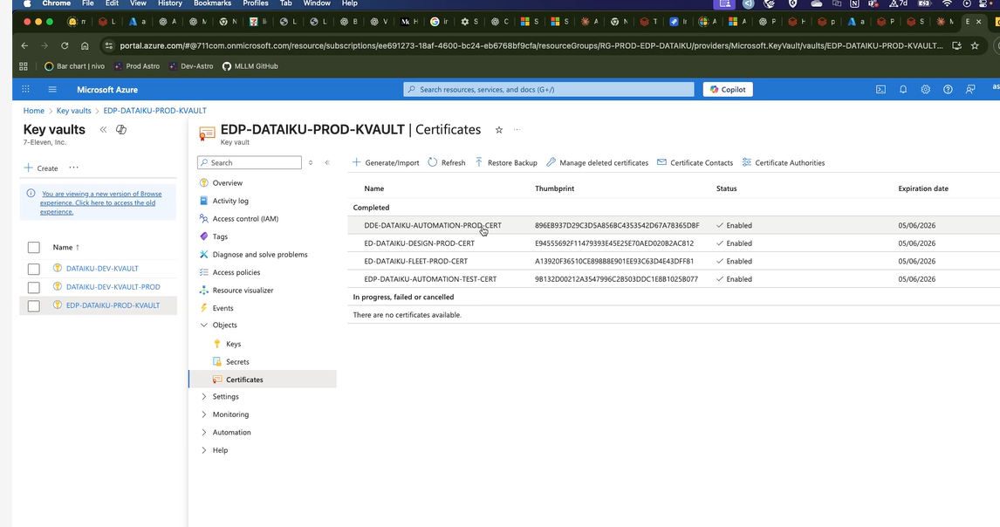 Chrome File Edit View History Bookmarks Profiles Tab Window Help
portal.azure.com/#@711com.onmicrosoft.com/resource/subscriptions/ee691273-18af-4600-bc24-eb6768bf9cfa/resourceGroups/RG-PROD-EDP-DATAIKU/providers/Microsoft.KeyVault/vaults/EDP-DATAIKU-PROD-KVAULT...
Bar chart | nivo Prod Astro Dev-Astro MLLM GitHub
Microsoft Azure Search resources, services, and docs (G+/) Copilot
Home > Key vaults > EDP-DATAIKU-PROD-KVAULT
Key vaults
7-Eleven, Inc.
Create
You are viewing a new version of Browse
experience. Click here to access the old
experience.
Name ↑
DATAIKU-DEV-KVAULT
DATAIKU-DEV-KVAULT-PROD
EDP-DATAIKU-PROD-KVAULT
EDP-DATAIKU-PROD-KVAULT | Certificates
Key vault
Search
Overview
Activity log
Access control (IAM)
Tags
Diagnose and solve problems
Access policies
Resource visualizer
Events
Objects
Keys
Secrets
Certificates
Settings
Monitoring
Automation
Help
Generate/Import Refresh Restore Backup Manage deleted certificates Certificate Contacts Certificate Authorities
Name Thumbprint Status Expiration date
Completed
DDE-DATAIKU-AUTOMATION-PROD-CERT 896EB937D29C3D5A856BC4353542D67A78365DBF Enabled 05/06/2026
ED-DATAIKU-DESIGN-PROD-CERT E94555692F11479393E45E25E70AED020B2AC812 Enabled 05/06/2026
ED-DATAIKU-FLEET-PROD-CERT A13920F36510CE898B8E901EE93C63D4E43DFF81 Enabled 05/06/2026
EDP-DATAIKU-AUTOMATION-TEST-CERT 9B132D00212A3547996C2B503DDC1E8B1025B077 Enabled 05/06/2026
In progress, failed or cancelled
There are no certificates available.